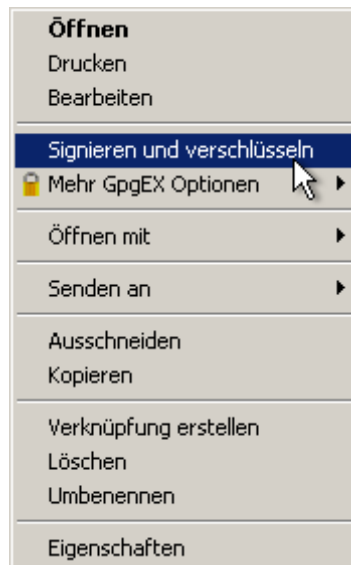 Öffnen
Drucken
Bearbeiten
Signieren und verschlüsseln
Mehr GpgEX Optionen
Öffnen mit
Senden an
Ausschneiden
Kopieren
Verknüpfung erstellen
Löschen
Umbenennen
Eigenschaften